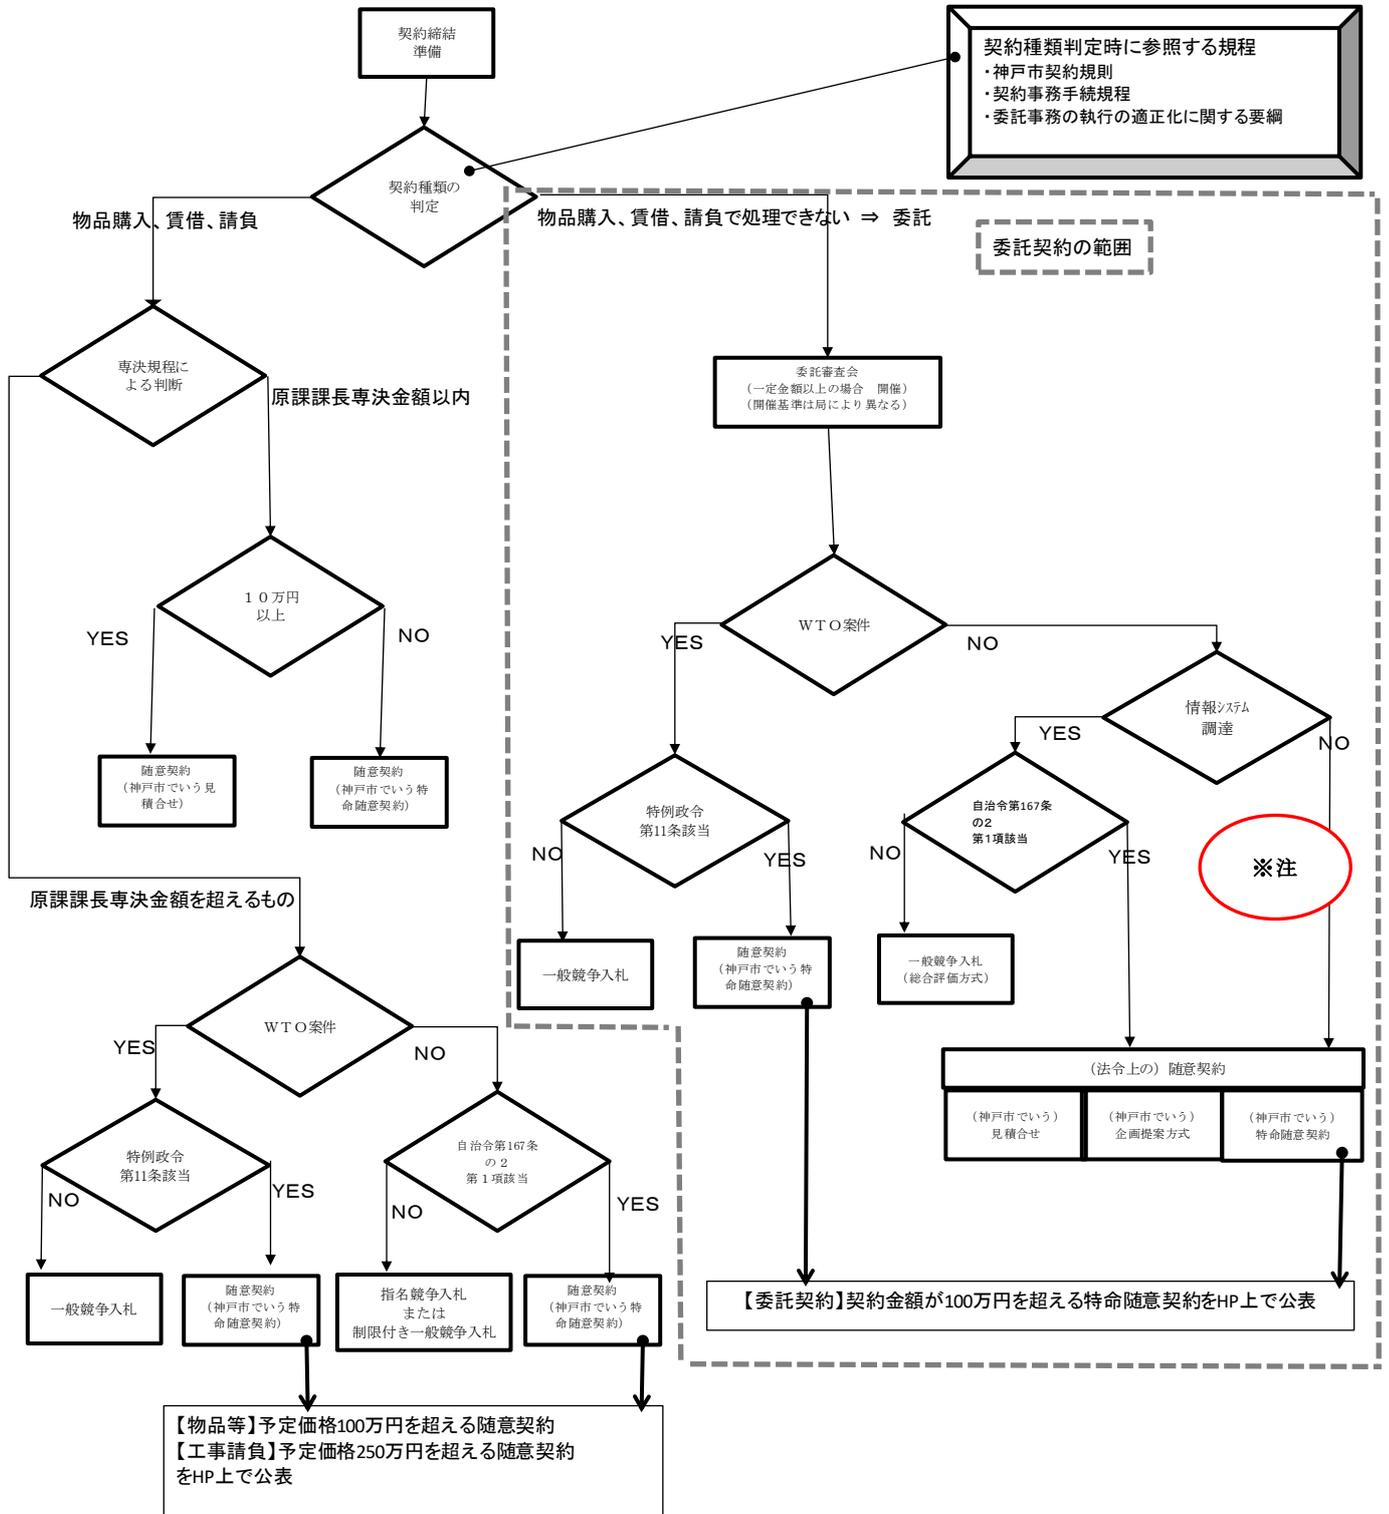 契約締結
準備
契約種類判定時に参照する規程
・神戸市契約規則
・契約事務手続規程
・委託事務の執行の適正化に関する要綱
契約種類の
判定
物品購入、賃借、請負
物品購入、賃借、請負で処理できない ⇒ 委託
委託契約の範囲
専決規程に
よる判断
原課課長専決金額以内
委託審査会
（一定金額以上の場合　開催）
（開催基準は局により異なる）
１０万円
以上
YES
NO
随意契約
（神戸市でいう見
積合せ）
随意契約
（神戸市でいう特
命随意契約）
ＷＴＯ案件
YES
NO
情報ｼｽﾃﾑ
調達
YES
NO
特例政令
第11条該当
NO
YES
自治令第167条
の２
第１項該当
NO
YES
※注
原課課長専決金額を超えるもの
一般競争入札
随意契約
（神戸市でいう特
命随意契約）
一般競争入札
（総合評価方式）
ＷＴＯ案件
YES
NO
（法令上の）随意契約
（神戸市でいう）
見積合せ
（神戸市でいう）
企画提案方式
（神戸市でいう）
特命随意契約
特例政令
第11条該当
NO
YES
自治令第167条
の２
第１項該当
NO
YES
一般競争入札
随意契約
（神戸市でいう特
命随意契約）
指名競争入札
または
制限付き一般競争入札
随意契約
（神戸市でいう特
命随意契約）
【委託契約】契約金額が100万円を超える特命随意契約をHP上で公表
【物品等】予定価格100万円を超える随意契約
【工事請負】予定価格250万円を超える随意契約
をHP上で公表